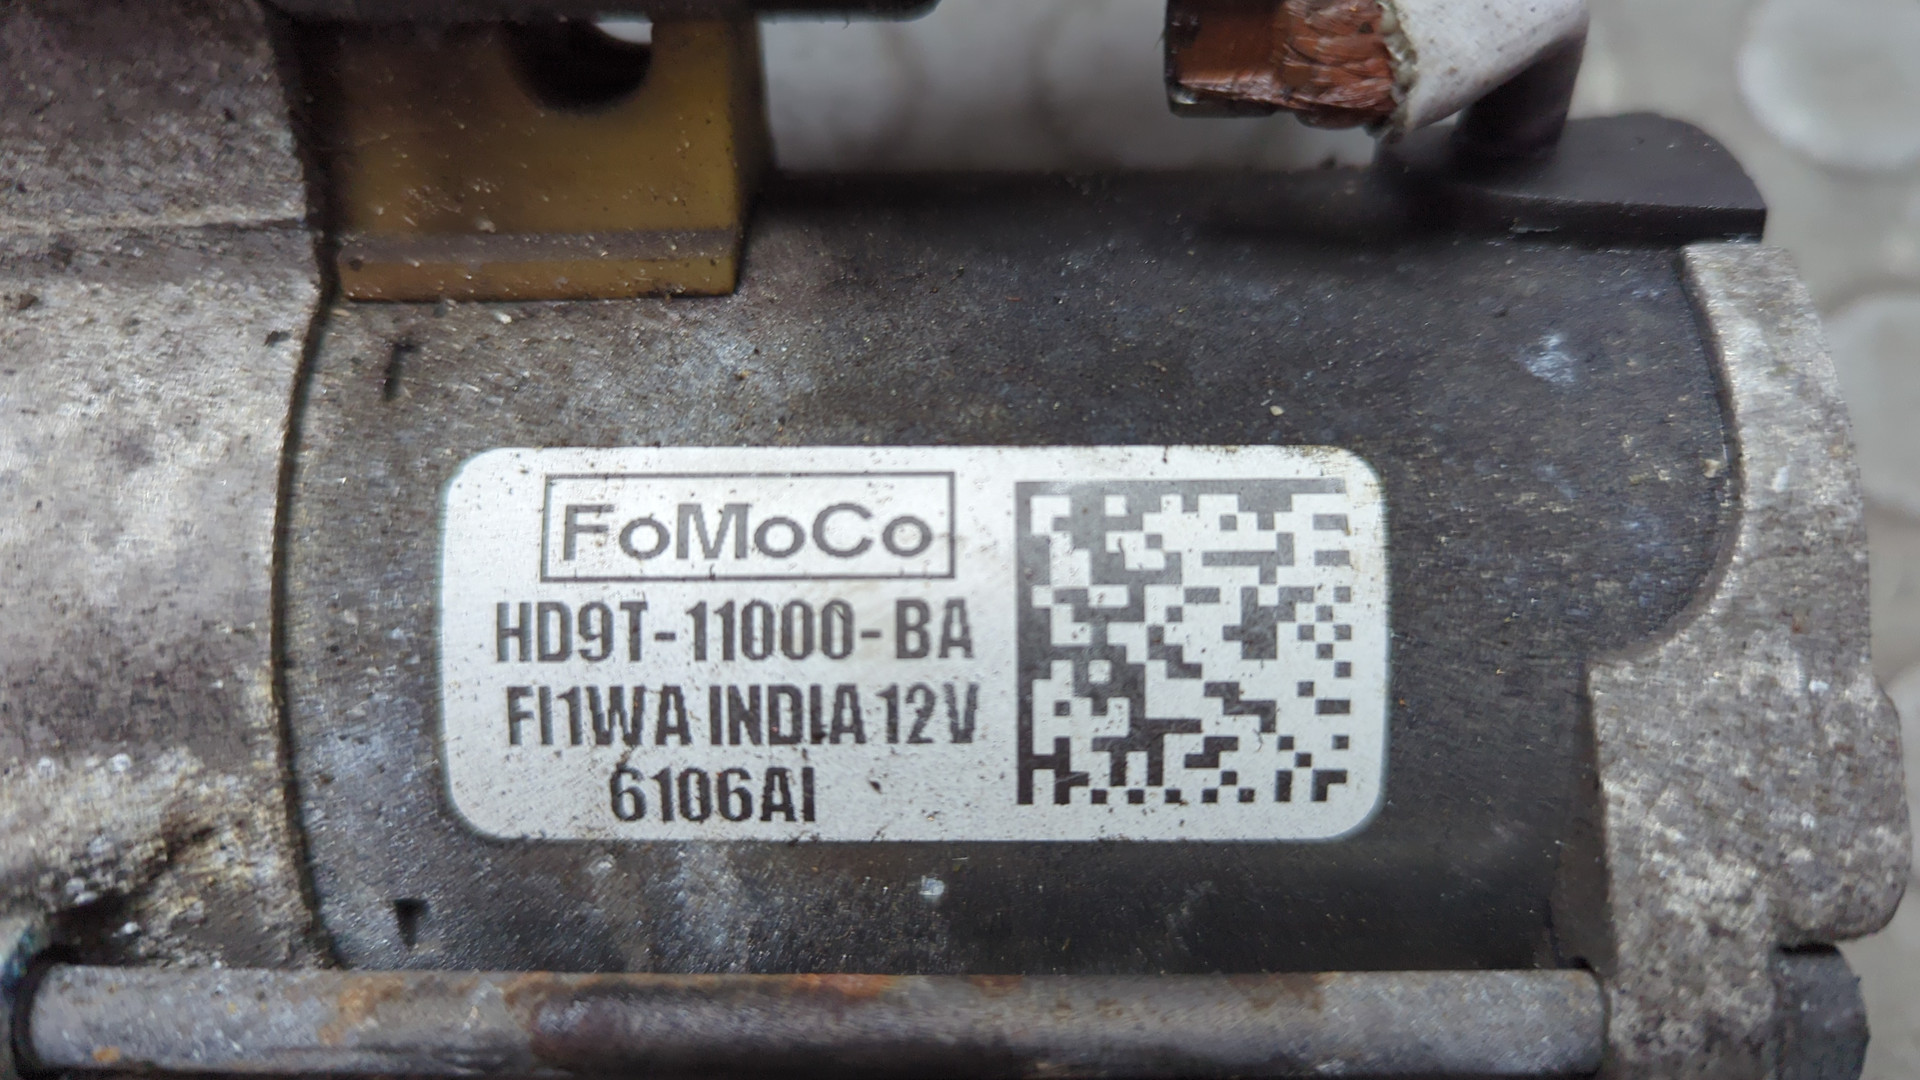 FoMoCo
HD9T-11000-BA
FI1WA INDIA 12V
6106AI